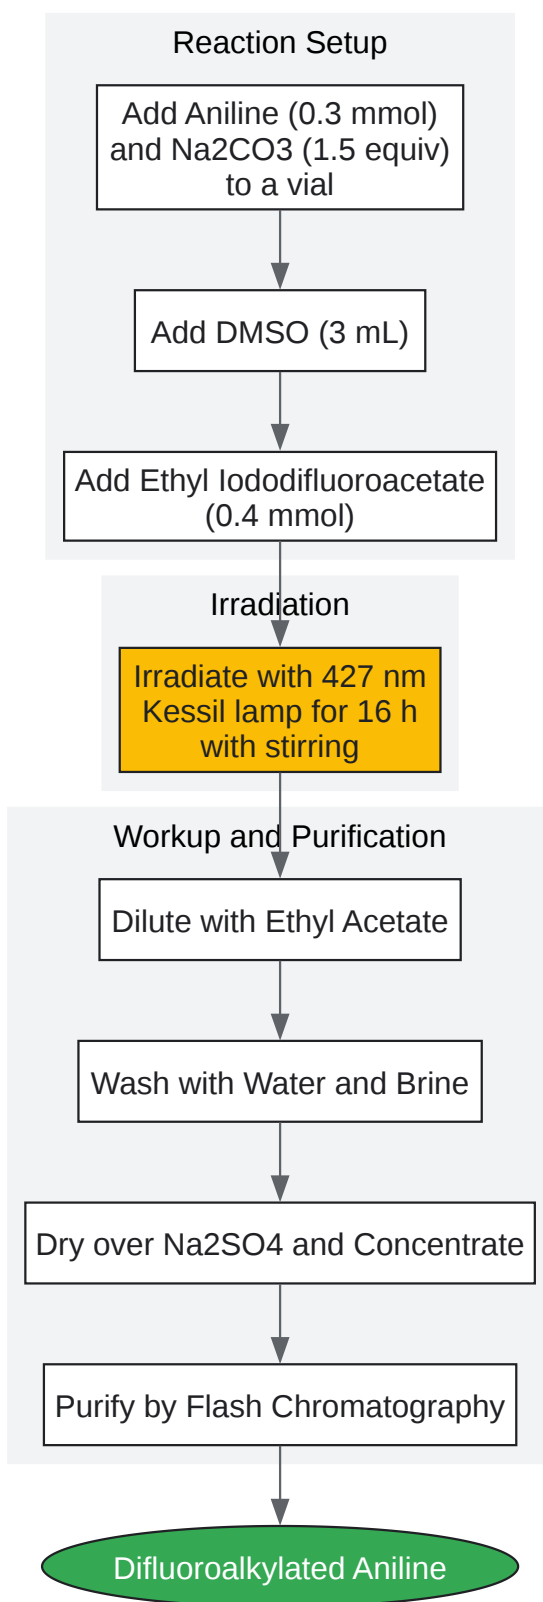 Reaction Setup
Add Aniline (0.3 mmol)
and Na2CO3 (1.5 equiv)
to a vial
Add DMSO (3 mL)
Add Ethyl Iododifluoroacetate
(0.4 mmol)
Irradiation
Irradiate with 427 nm
Kessil lamp for 16 h
with stirring
Workup and Purification
Dilute with Ethyl Acetate
Wash with Water and Brine
Dry over Na2SO4 and Concentrate
Purify by Flash Chromatography
Difluoroalkylated Aniline